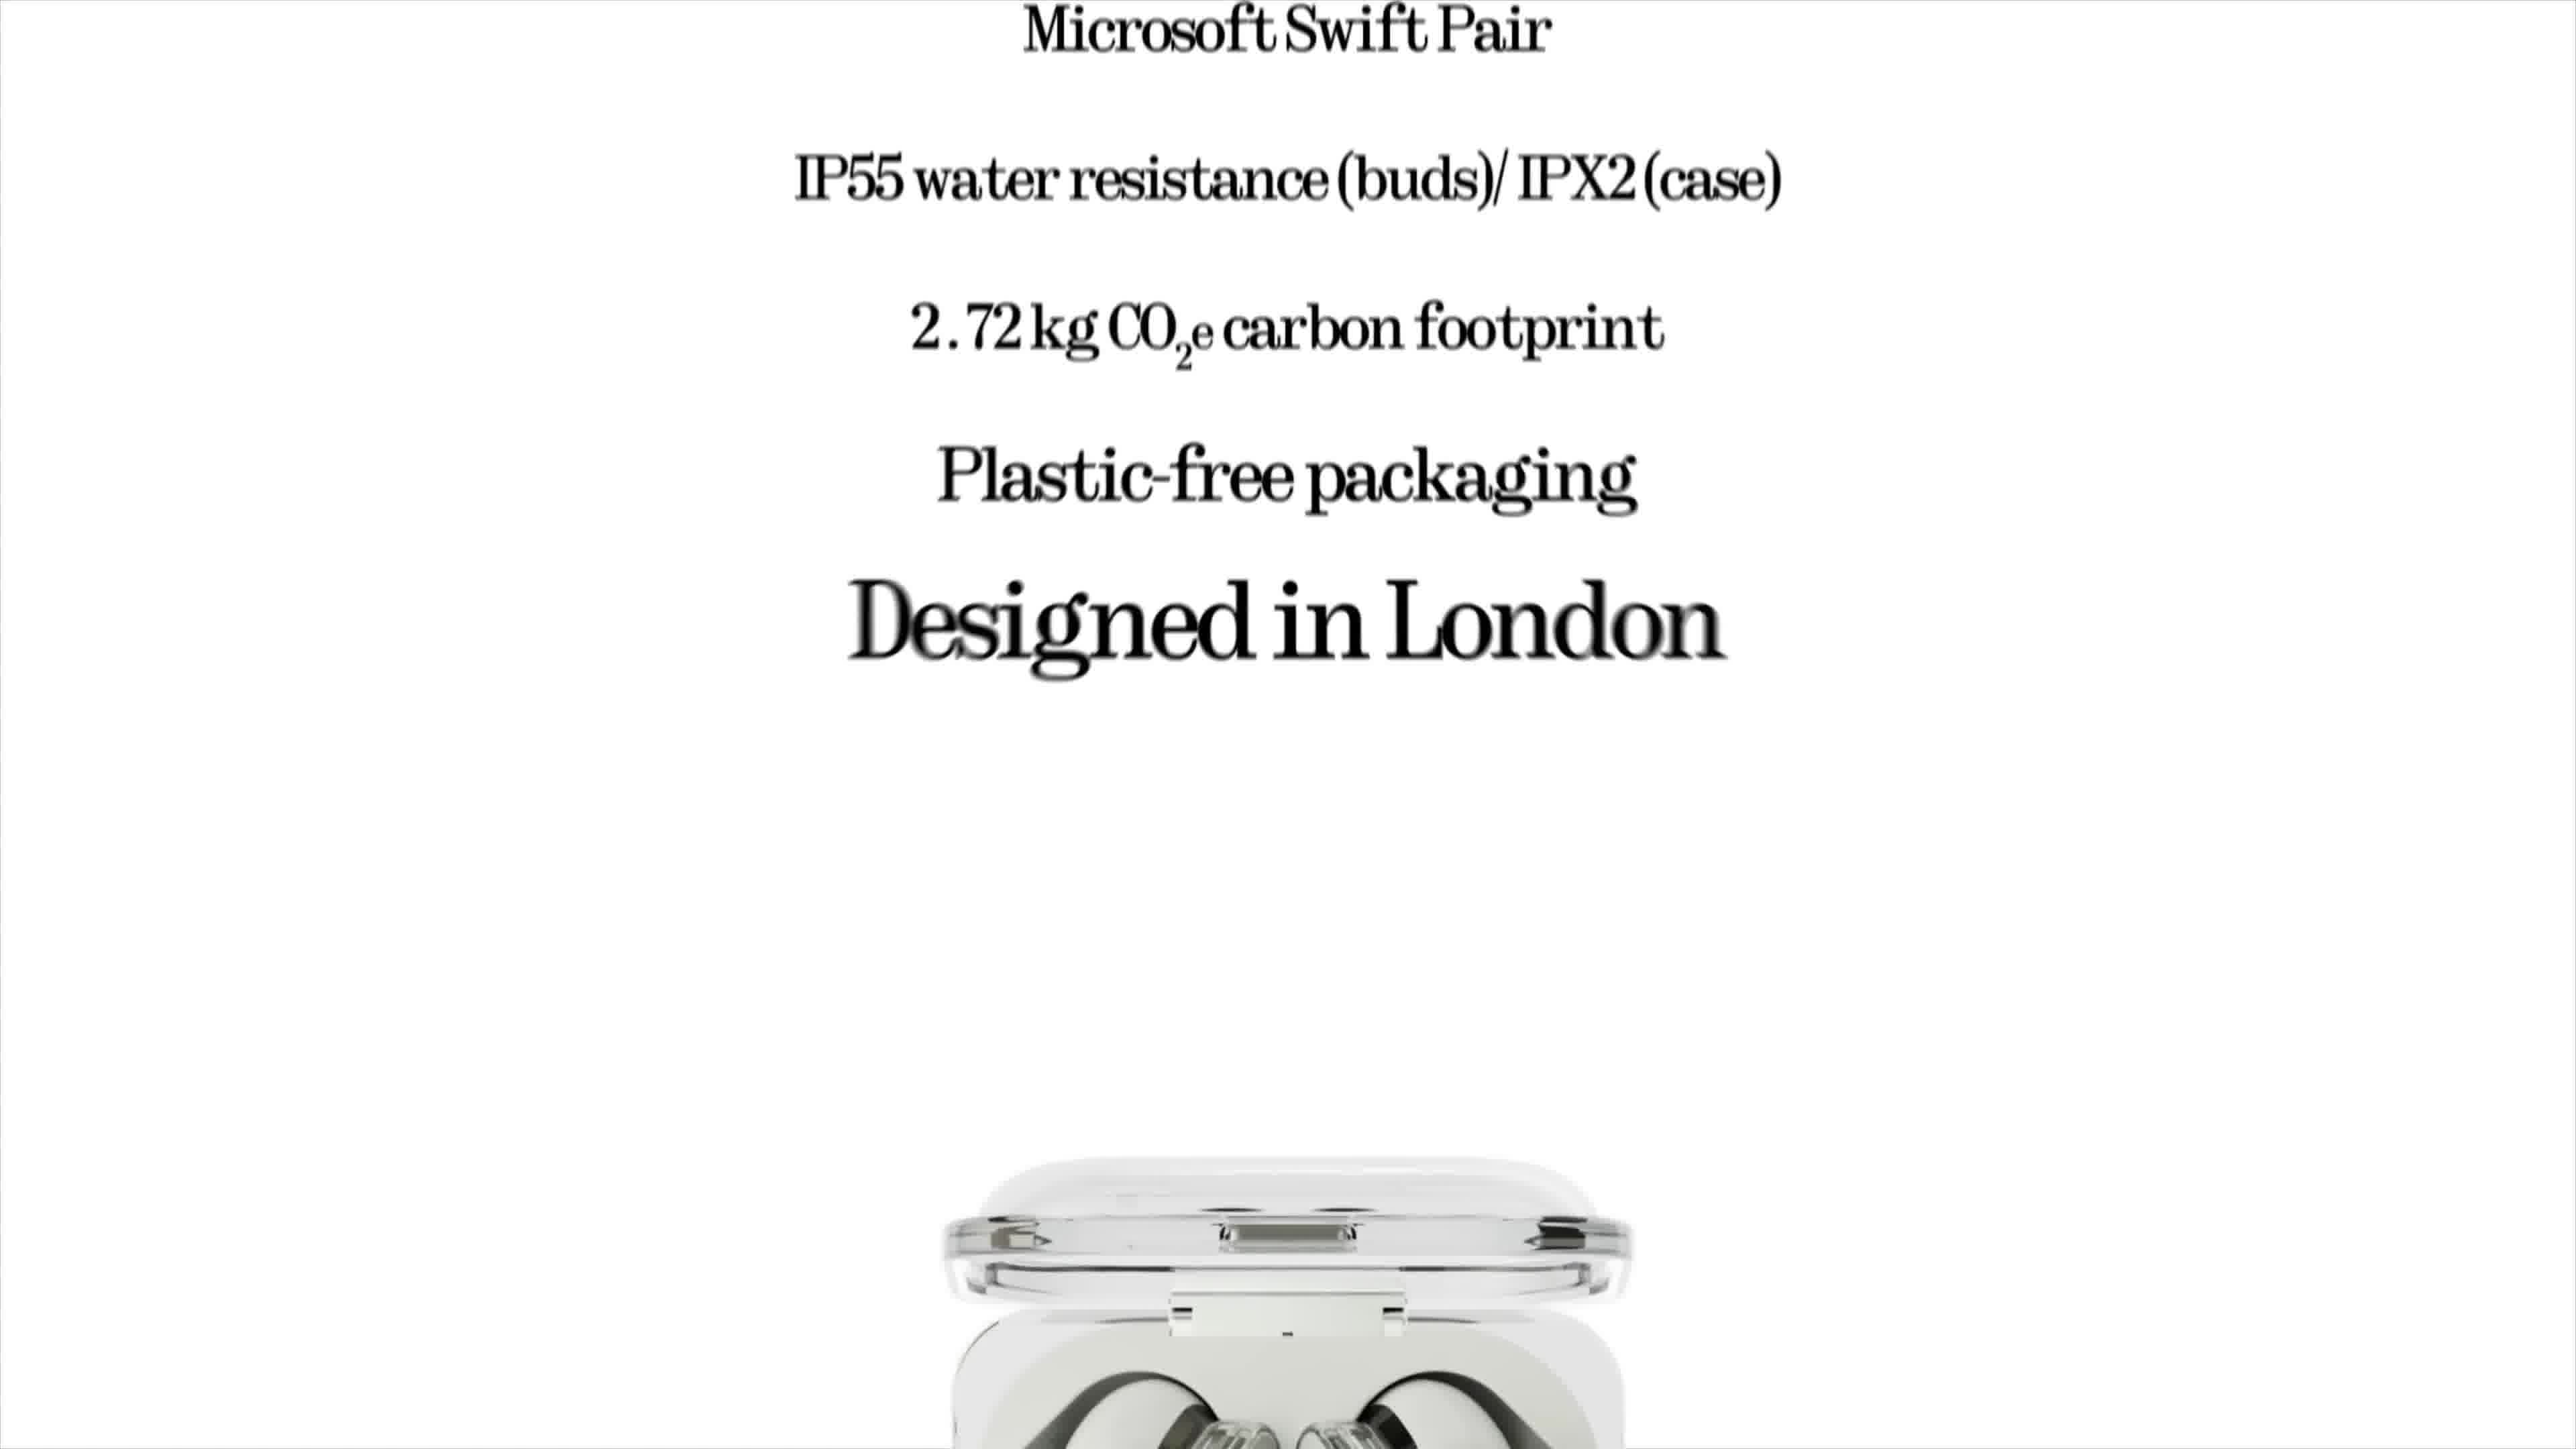 Microsoft Swift Pair
IP55 water resistance (buds)/ IPX2 (case)
2.72 kg CO₂e carbon footprint
Plastic-free packaging
Designed in London